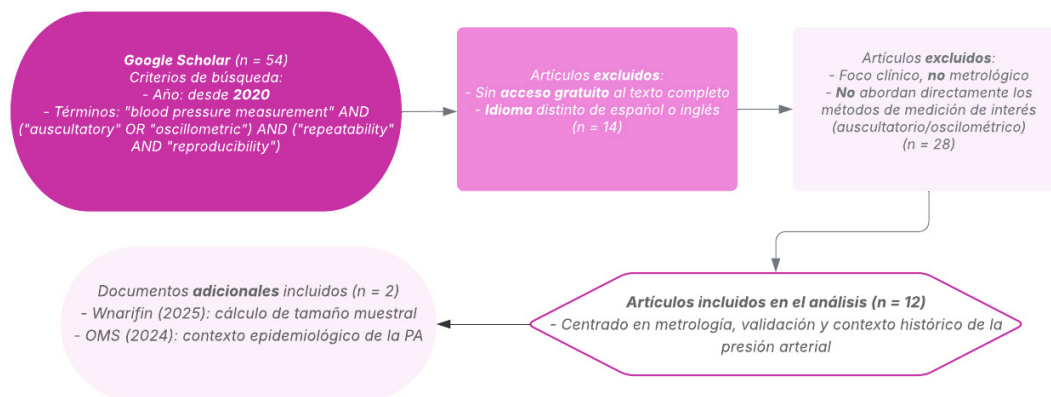 Google Scholar (n = 54)
Criterios de búsqueda:
- Año: desde 2020
- Términos: "blood pressure measurement" AND
("auscultatory" OR "oscillometric") AND ("repeatability"
AND "reproducibility")
Artículos excluidos:
- Sin acceso gratuito al texto completo
- Idioma distinto de español o inglés
(n = 14)
Artículos excluidos:
- Foco clínico, no metrológico
- No abordan directamente los
métodos de medición de interés
(auscultatorio/oscilométrico)
(n = 28)
Documentos adicionales incluidos (n = 2)
- Wnarifin (2025): cálculo de tamaño muestral
- OMS (2024): contexto epidemiológico de la PA
Artículos incluidos en el análisis (n = 12)
- Centrado en metrología, validación y contexto histórico de la
presión arterial